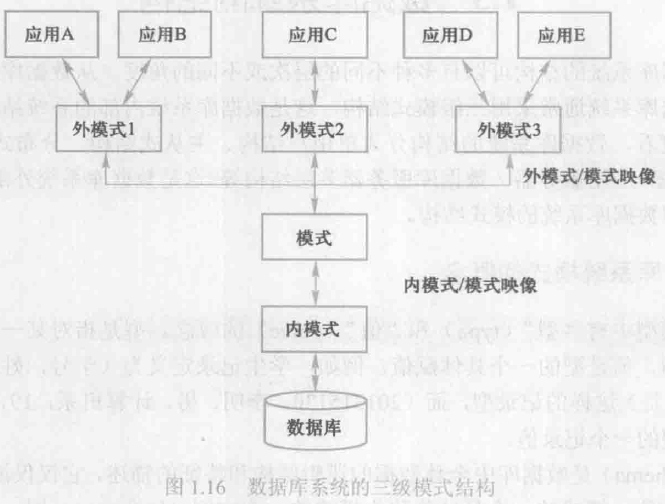 应用A 应用B 应用C 应用D 应用E
外模式1 外模式2 外模式3
外模式/模式映像
模式
内模式/模式映像
内模式
数据库
图 1.16 数据库系统的三级模式结构